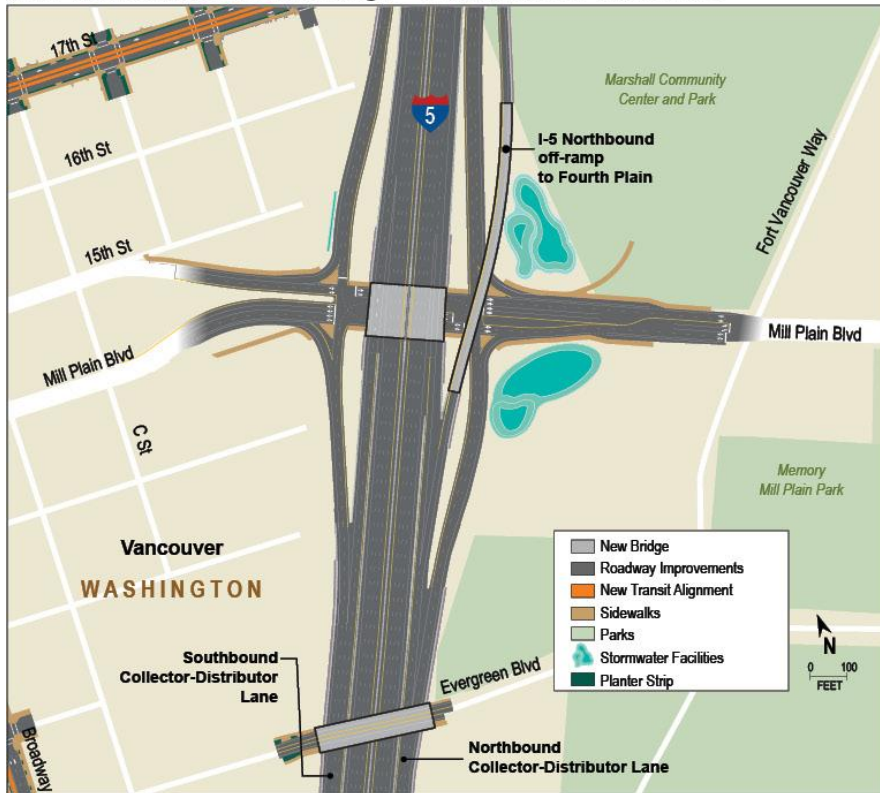 17th St
Marshall Community
Center and Park
5
I-5 Northbound
off-ramp
to Fourth Plain
16th St
Fort Vancouver Way
15th St
Mill Plain Blvd
Mill Plain Blvd
C St
Memory
Mill Plain Park
Vancouver
WASHINGTON
New Bridge
Roadway Improvements
New Transit Alignment
Sidewalks
Parks
Stormwater Facilities
Planter Strip
N
0 100
FEET
Southbound
Collector-Distributor
Lane
Evergreen Blvd
Broadway
Northbound
Collector-Distributor Lane